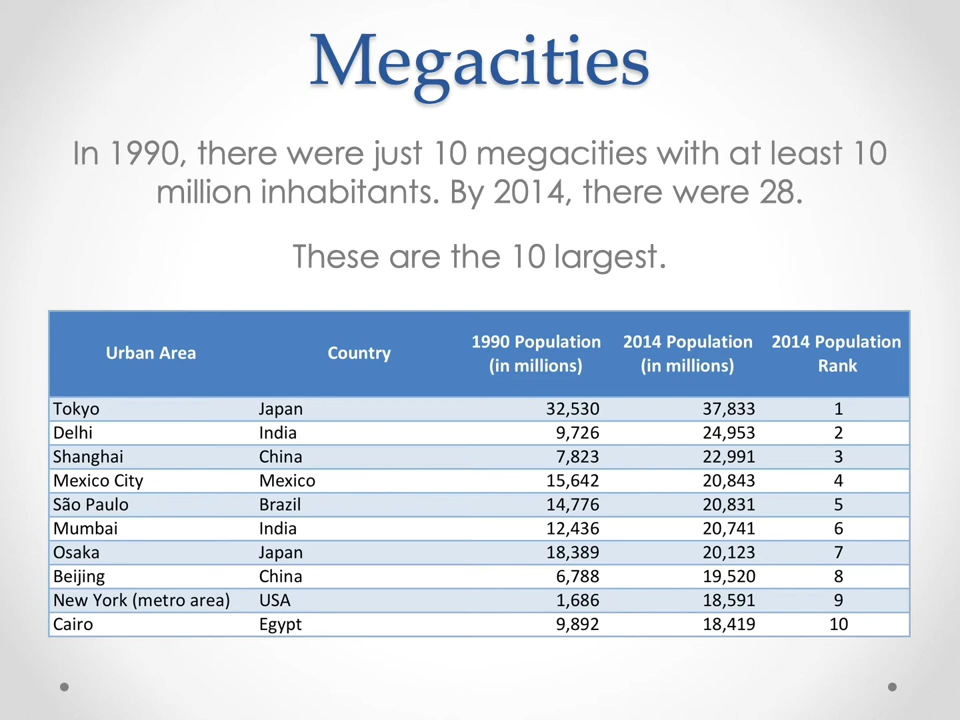 Megacities
In 1990, there were just 10 megacities with at least 10
million inhabitants. By 2014, there were 28.
These are the 10 largest.
Urban Area Country 1990 Population (in millions) 2014 Population (in millions) 2014 Population Rank
Tokyo Japan 32,530 37,833 1
Delhi India 9,726 24,953 2
Shanghai China 7,823 22,991 3
Mexico City Mexico 15,642 20,843 4
São Paulo Brazil 14,776 20,831 5
Mumbai India 12,436 20,741 6
Osaka Japan 18,389 20,123 7
Beijing China 6,788 19,520 8
New York (metro area) USA 1,686 18,591 9
Cairo Egypt 9,892 18,419 10